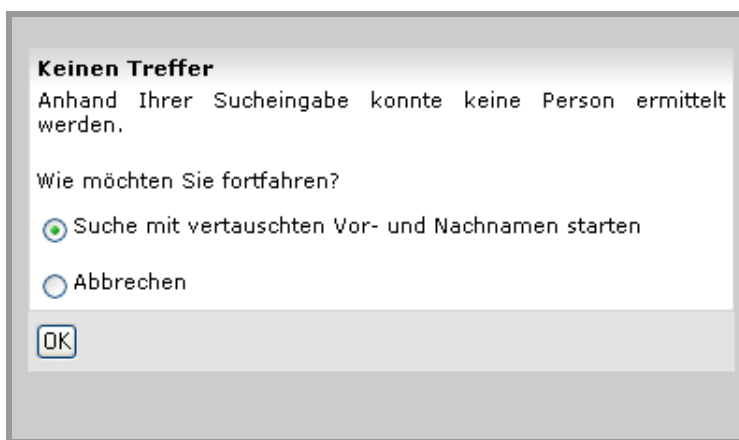 Keinen Treffer
Anhand Ihrer Sucheingabe konnte keine Person ermittelt
werden.
Wie möchten Sie fortfahren?
Suche mit vertauschten Vor- und Nachnamen starten
Abbrechen
OK